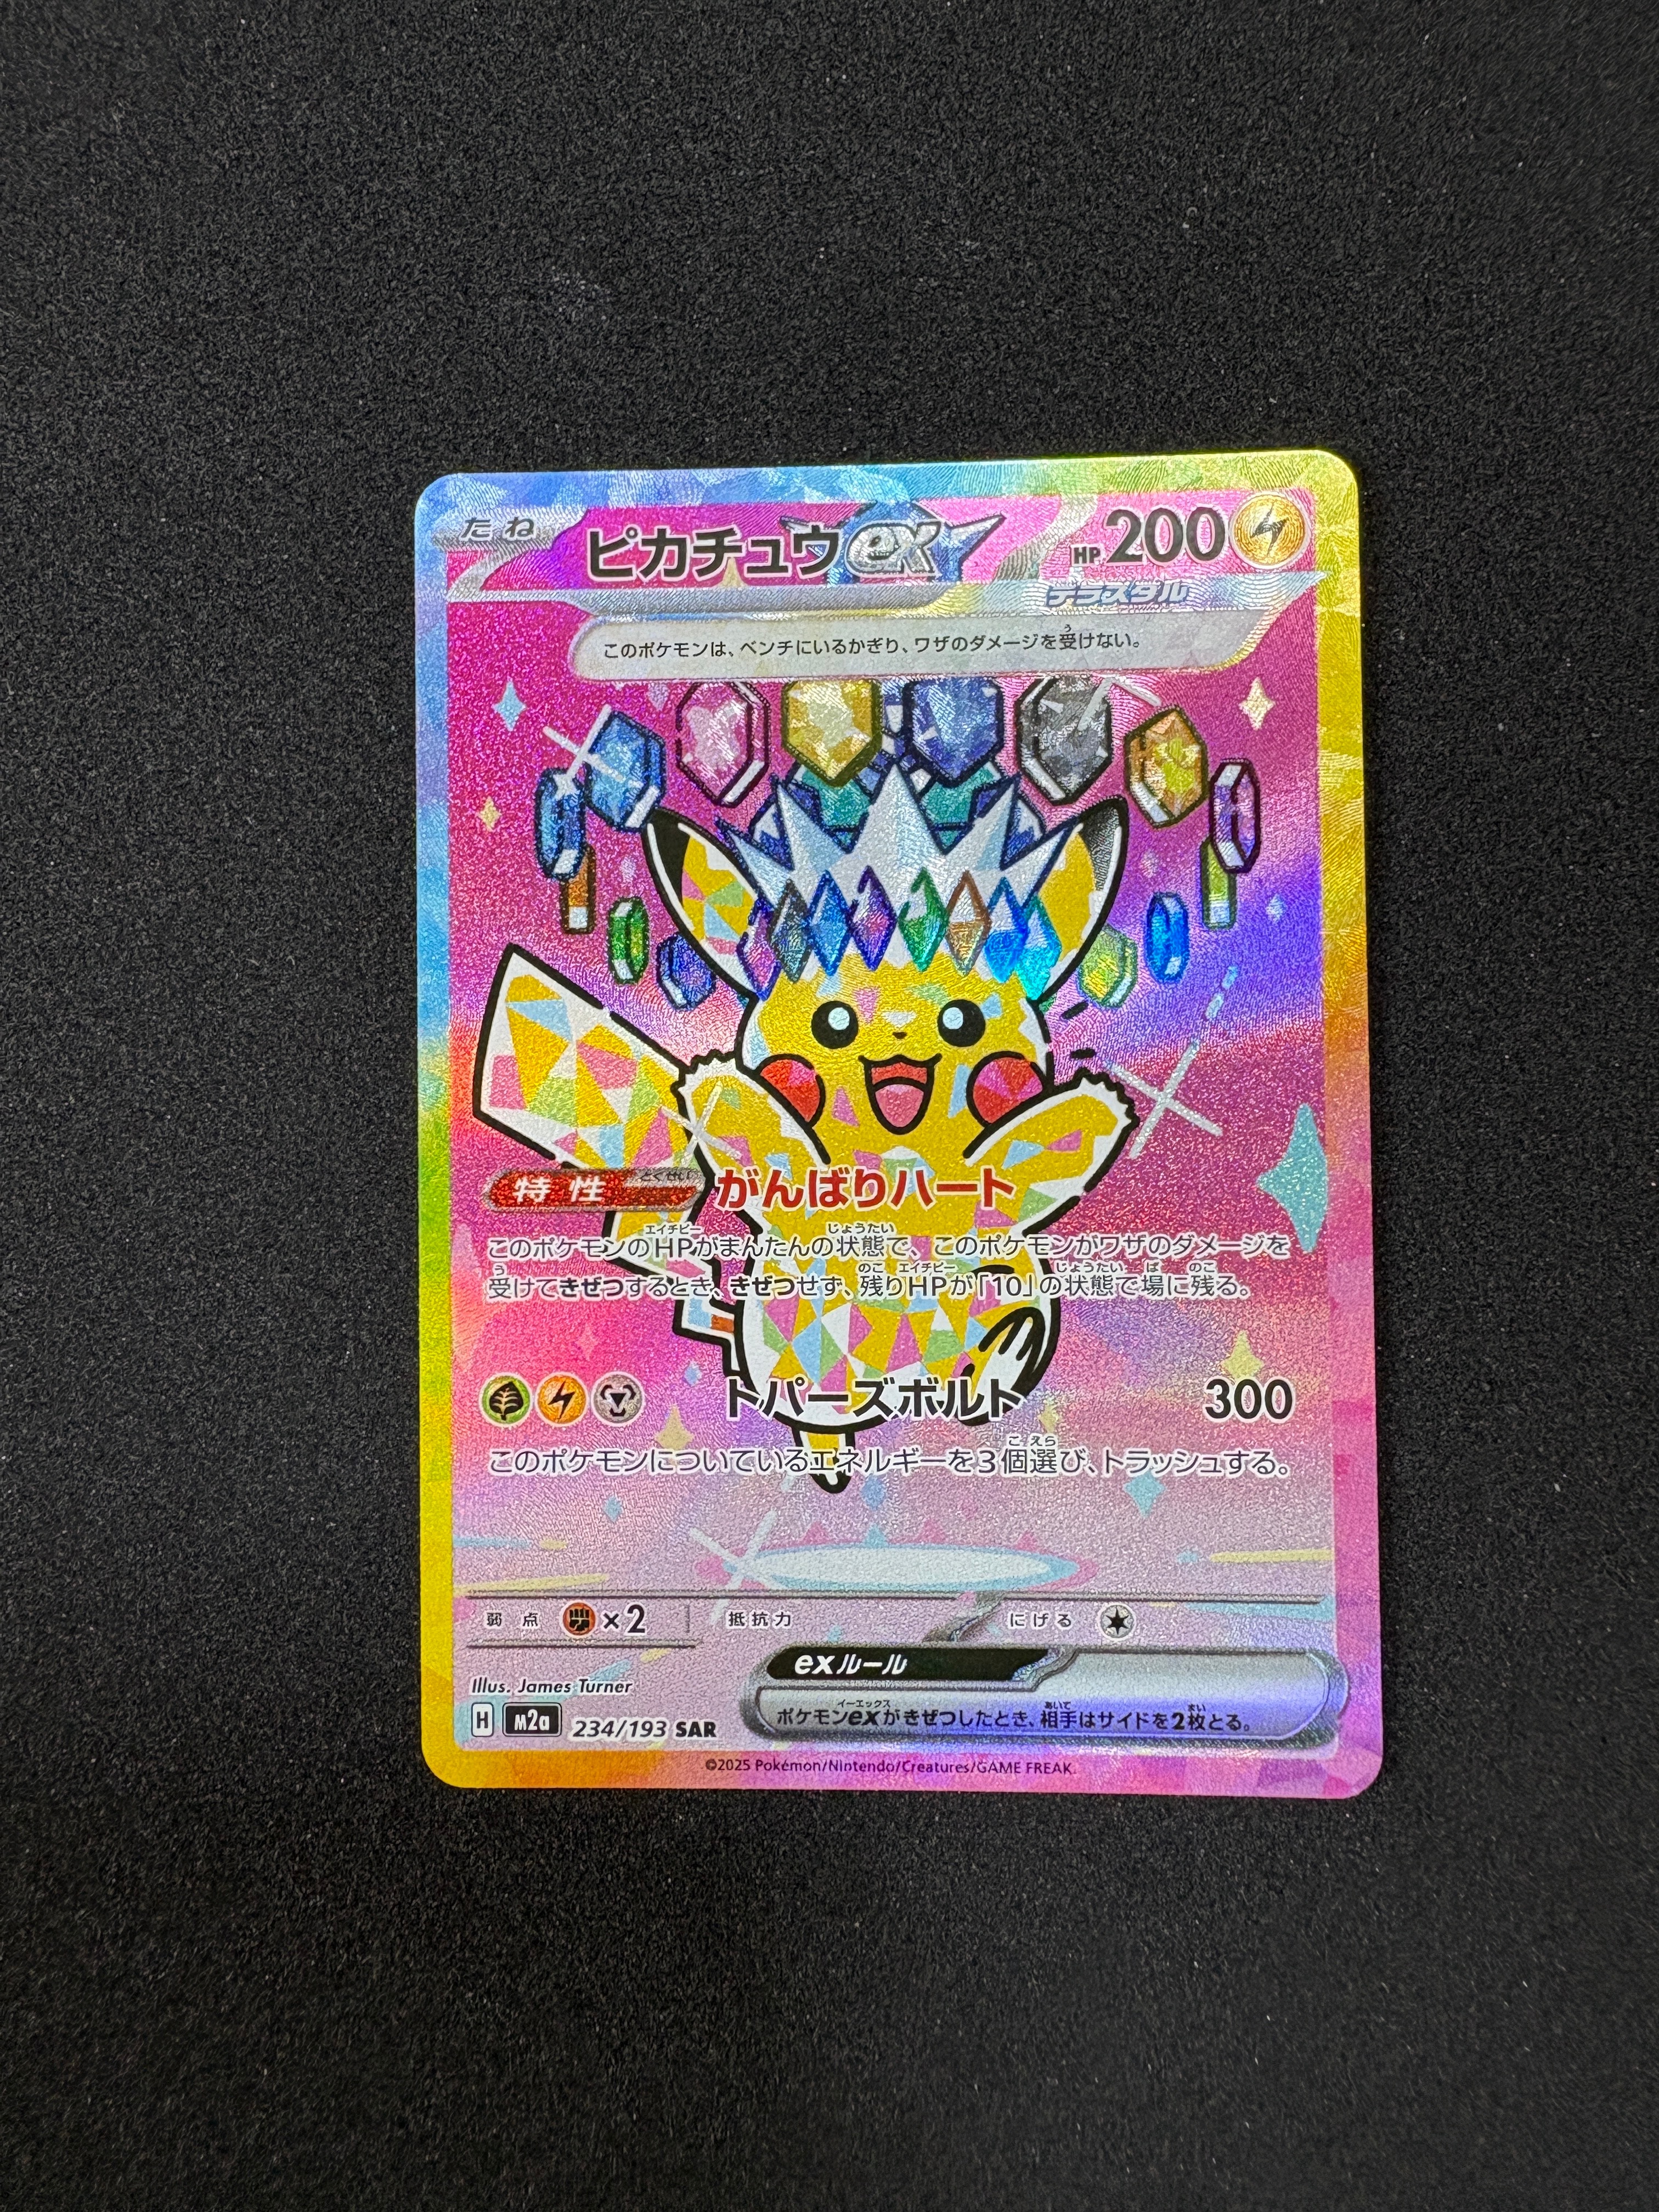 たね ピカチュウex HP 200
テラスタル
このポケモンは、ベンチにいるかぎり、ワザのダメージを受けない。
特性 とくせい がんばりハート
このポケモンのHPがまんたんの状態で、このポケモンがワザのダメージを
受けてきぜつするとき、きぜつせず、残りHPが「10」の状態で場に残る。
トパーズボルト 300
このポケモンについているエネルギーを3個選び、トラッシュする。
弱点 ×2 抵抗力 にげる
exルール
ポケモンexがきぜつしたとき、相手はサイドを2枚とる。
Illus. James Turner
H M2a 234/193 SAR
©2025 Pokémon/Nintendo/Creatures/GAME FREAK.